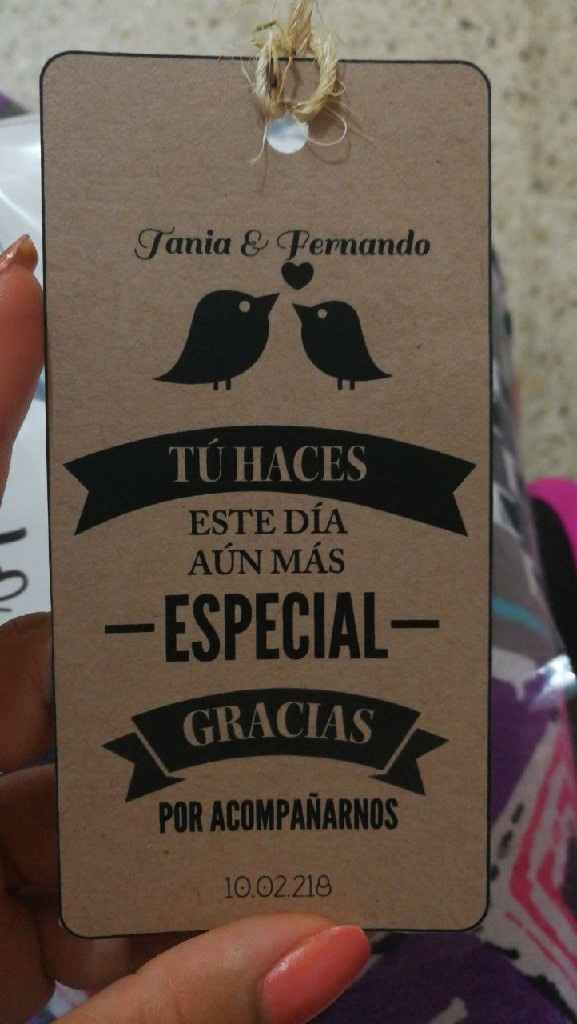 Tania & Fernando
TÚ HACES
ESTE DÍA
AÚN MÁS
ESPECIAL
GRACIAS
POR ACOMPAÑARNOS
10.02.218